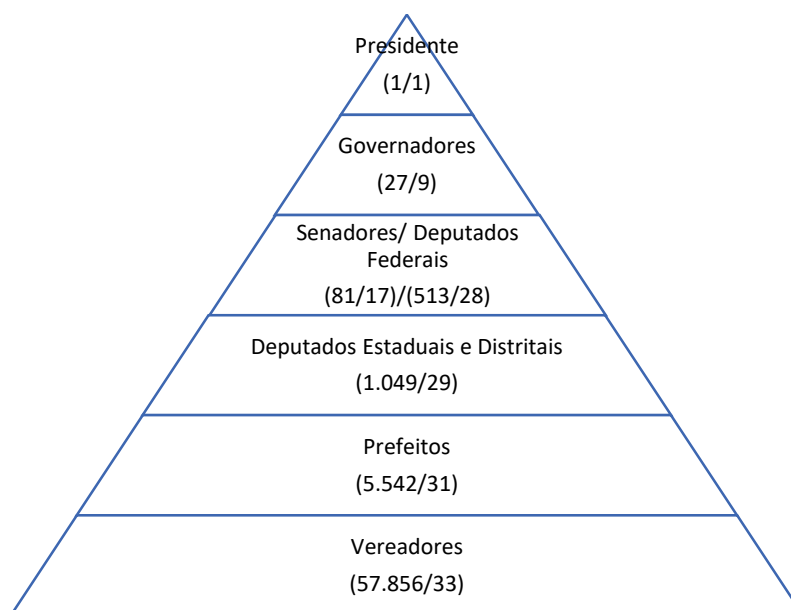 Presidente
(1/1)
Governadores
(27/9)
Senadores/ Deputados
Federais
(81/17)/(513/28)
Deputados Estaduais e Distritais
(1.049/29)
Prefeitos
(5.542/31)
Vereadores
(57.856/33)